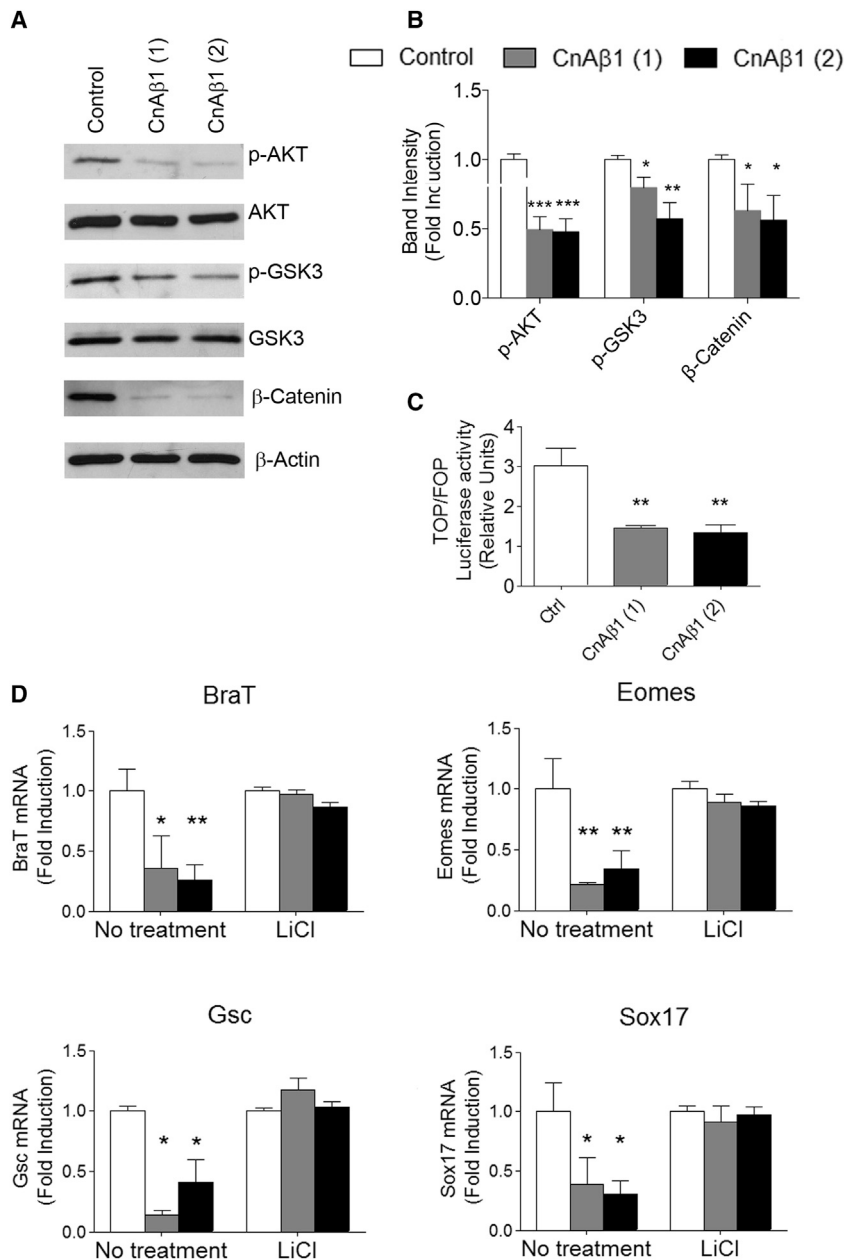 A
Control
CnAβ1 (1)
CnAβ1 (2)
p-AKT
AKT
p-GSK3
GSK3
β-Catenin
β-Actin
B
Control
CnAβ1 (1)
CnAβ1 (2)
Band Intensity
(Fold Induction)
1.5
1.0
0.5
0.0
*** ***
* **
* *
p-AKT
p-GSK3
β-Catenin
C
TOP/FOP
Luciferase activity
(Relative Units)
4
3
2
1
0
** **
Ctrl
CnAβ1 (1)
CnAβ1 (2)
D
BraT
BraT mRNA
(Fold Induction)
1.5
1.0
0.5
0.0
* **
No treatment
LiCl
Eomes
Eomes mRNA
(Fold Induction)
1.5
1.0
0.5
0.0
** **
No treatment
LiCl
Gsc
Gsc mRNA
(Fold Induction)
1.5
1.0
0.5
0.0
* *
No treatment
LiCl
Sox17
Sox17 mRNA
(Fold Induction)
1.5
1.0
0.5
0.0
* *
No treatment
LiCl